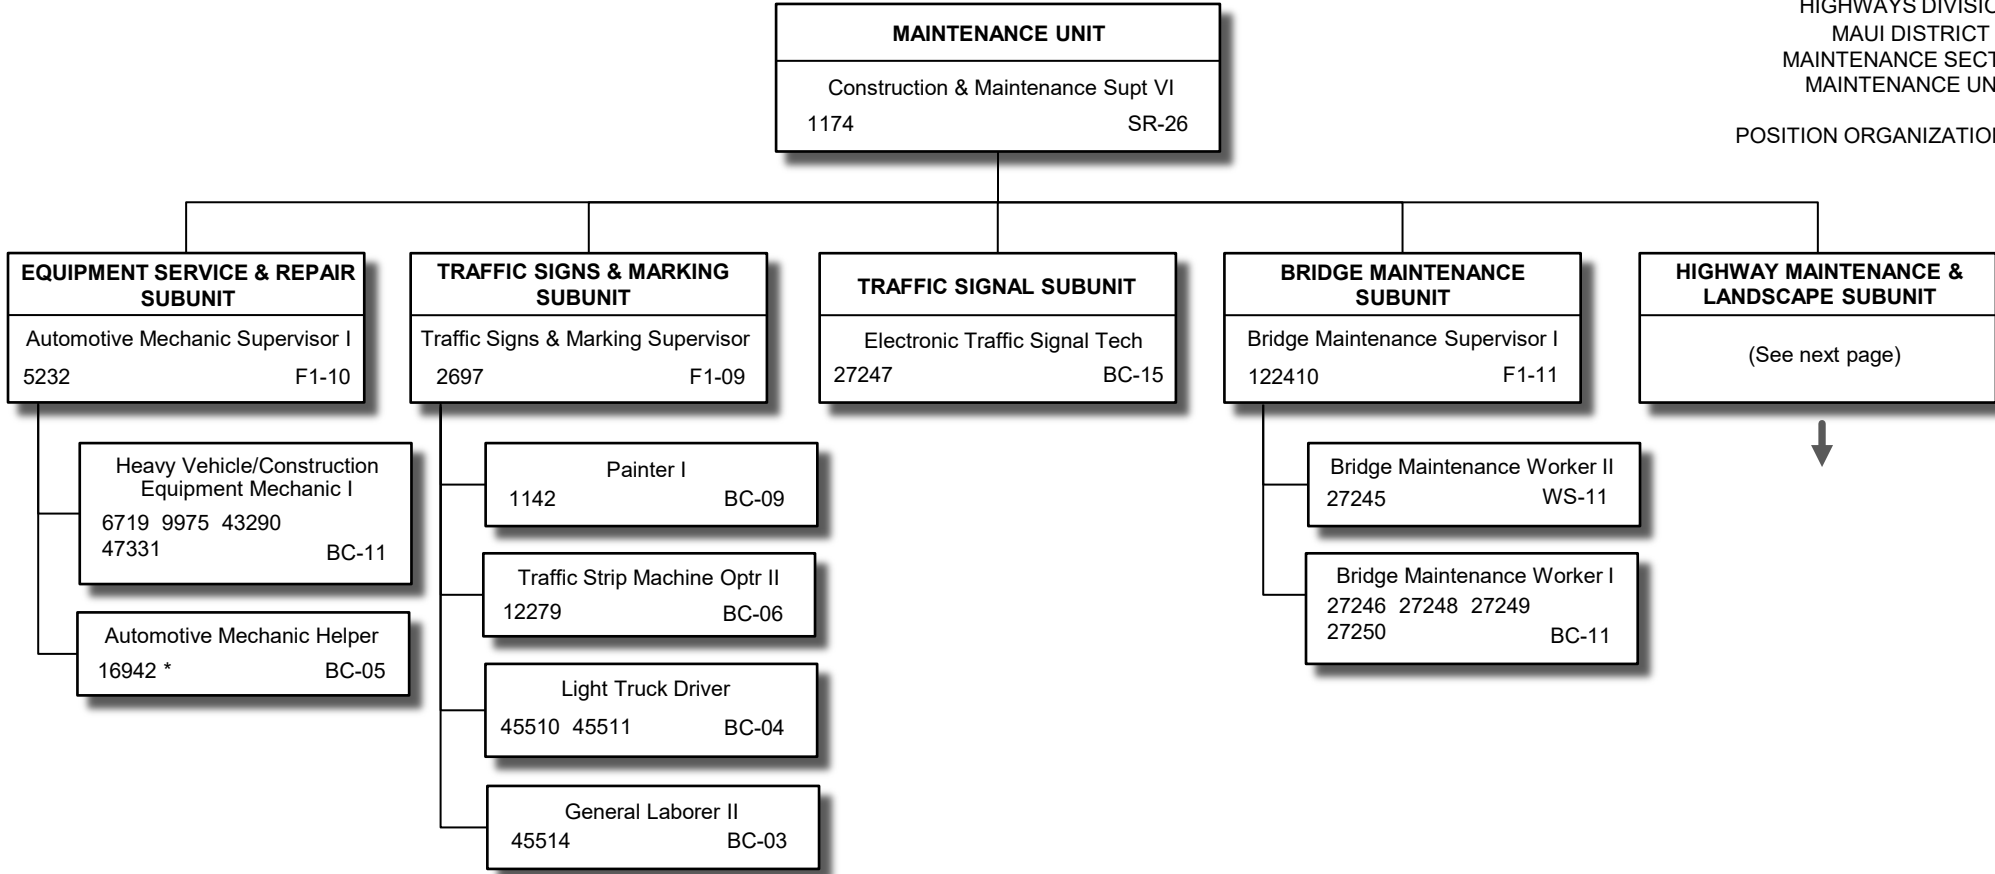 HIGHWAYS DIVISIO
MAUI DISTRICT
MAINTENANCE SECT
MAINTENANCE UN
POSITION ORGANIZATION
MAINTENANCE UNIT
Construction & Maintenance Supt VI
1174 SR-26
EQUIPMENT SERVICE & REPAIR
SUBUNIT
Automotive Mechanic Supervisor I
5232 F1-10
Heavy Vehicle/Construction
Equipment Mechanic I
6719 9975 43290
47331 BC-11
Automotive Mechanic Helper
16942 * BC-05
TRAFFIC SIGNS & MARKING
SUBUNIT
Traffic Signs & Marking Supervisor
2697 F1-09
Painter I
1142 BC-09
Traffic Strip Machine Optr II
12279 BC-06
Light Truck Driver
45510 45511 BC-04
General Laborer II
45514 BC-03
TRAFFIC SIGNAL SUBUNIT
Electronic Traffic Signal Tech
27247 BC-15
BRIDGE MAINTENANCE
SUBUNIT
Bridge Maintenance Supervisor I
122410 F1-11
Bridge Maintenance Worker II
27245 WS-11
Bridge Maintenance Worker I
27246 27248 27249
27250 BC-11
HIGHWAY MAINTENANCE &
LANDSCAPE SUBUNIT
(See next page)